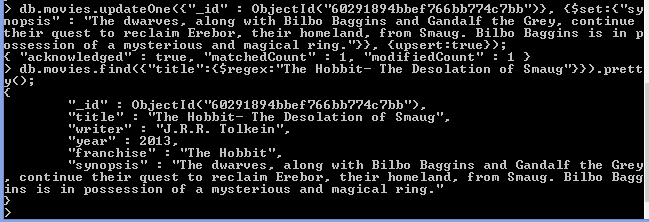 > db.movies.updateOne({"_id" : ObjectId("60291894bbef766bb774c7bb")}, {$set:{"sy
nopsis" : "The dwarves, along with Bilbo Baggins and Gandalf the Grey, continue
their quest to reclaim Erebor, their homeland, from Smaug. Bilbo Baggins is in p
ossession of a mysterious and magical ring."}}, {upsert:true});
{ "acknowledged" : true, "matchedCount" : 1, "modifiedCount" : 1 }
> db.movies.find({"title":{$regex:"The Hobbit- The Desolation of Smaug"}}).prett
y();
{
"_id" : ObjectId("60291894bbef766bb774c7bb"),
"title" : "The Hobbit- The Desolation of Smaug",
"writer" : "J.R.R. Tolkein",
"year" : 2013,
"franchise" : "The Hobbit",
"synopsis" : "The dwarves, along with Bilbo Baggins and Gandalf the Grey
, continue their quest to reclaim Erebor, their homeland, from Smaug. Bilbo Bagg
ins is in possession of a mysterious and magical ring."
}
>